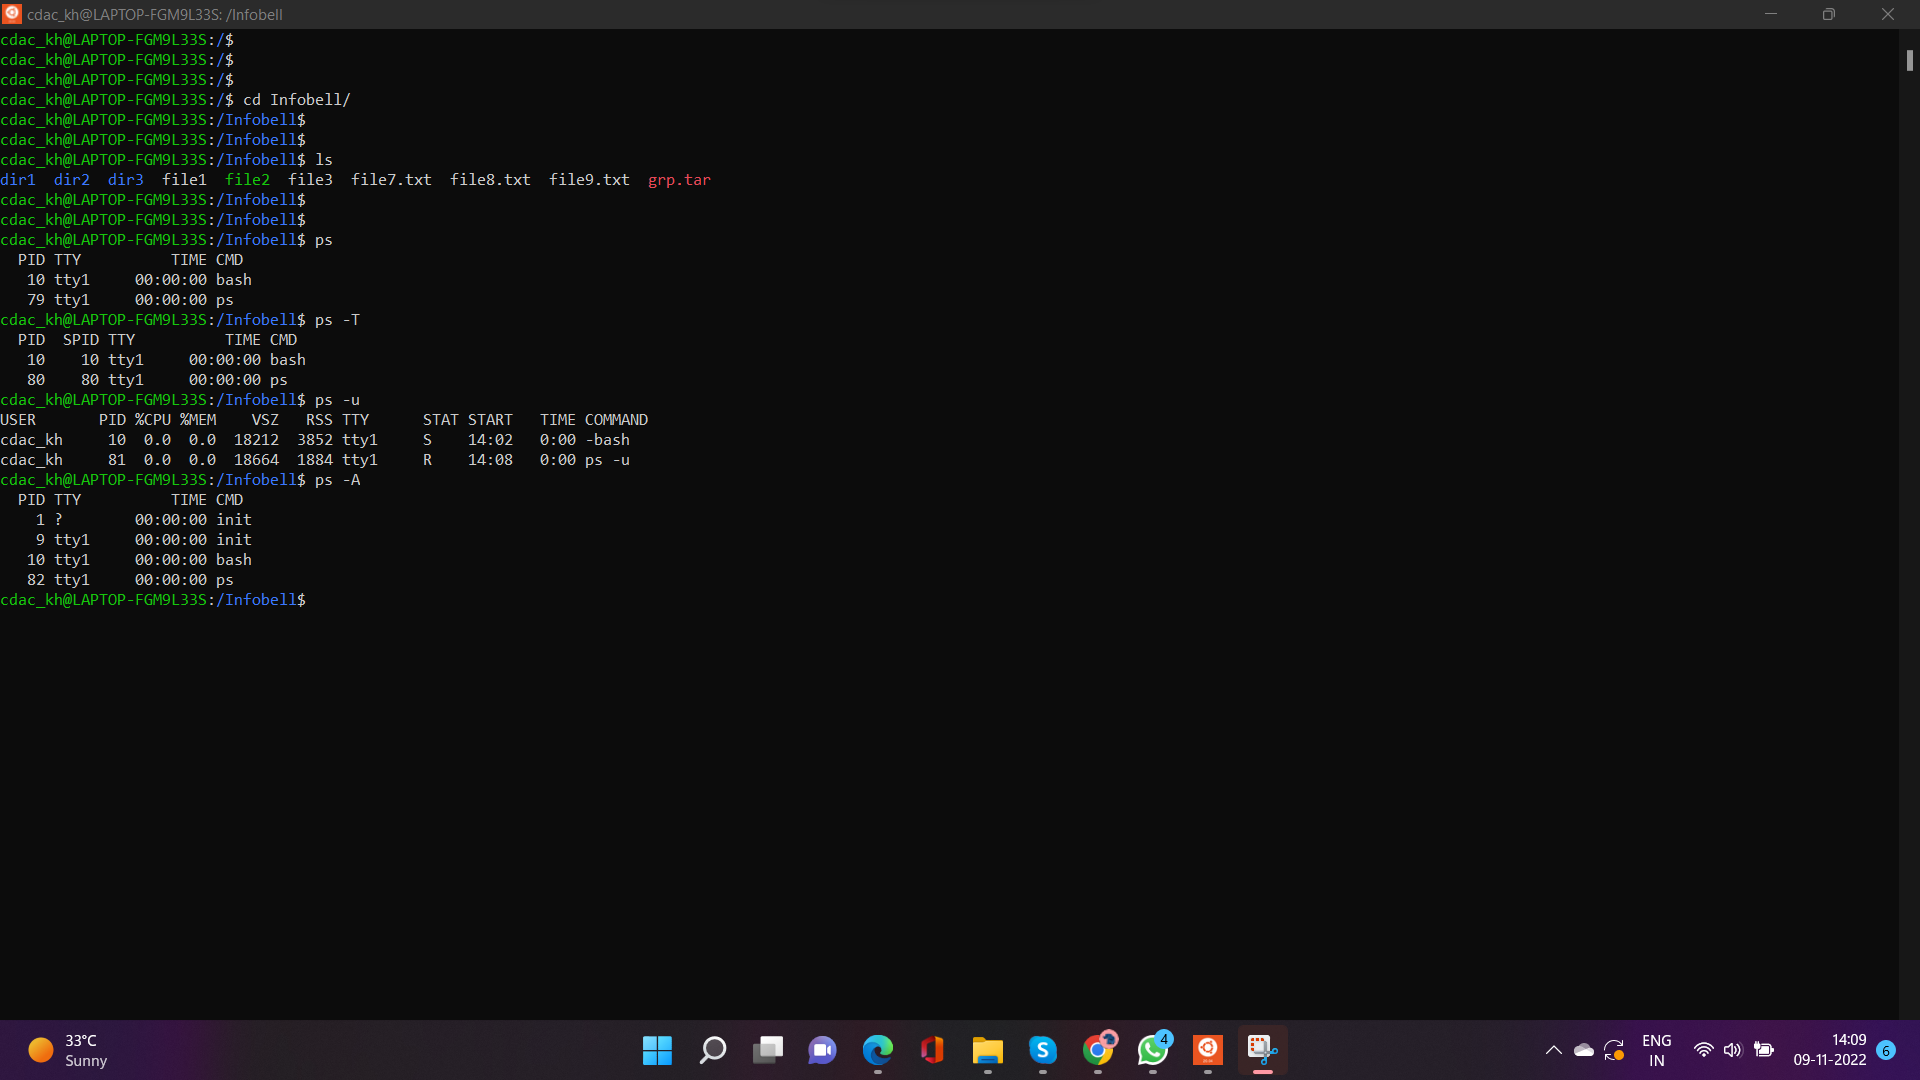 cdac_kh@LAPTOP-FGM9L33S: /Infobell
cdac_kh@LAPTOP-FGM9L33S:/$
cdac_kh@LAPTOP-FGM9L33S:/$
cdac_kh@LAPTOP-FGM9L33S:/$
cdac_kh@LAPTOP-FGM9L33S:/$ cd Infobell/
cdac_kh@LAPTOP-FGM9L33S:/Infobell$
cdac_kh@LAPTOP-FGM9L33S:/Infobell$
cdac_kh@LAPTOP-FGM9L33S:/Infobell$ ls
dir1  dir2  dir3  file1  file2  file3  file7.txt  file8.txt  file9.txt  grp.tar
cdac_kh@LAPTOP-FGM9L33S:/Infobell$
cdac_kh@LAPTOP-FGM9L33S:/Infobell$
cdac_kh@LAPTOP-FGM9L33S:/Infobell$ ps
  PID TTY          TIME CMD
   10 tty1     00:00:00 bash
   79 tty1     00:00:00 ps
cdac_kh@LAPTOP-FGM9L33S:/Infobell$ ps -T
  PID  SPID TTY          TIME CMD
   10    10 tty1     00:00:00 bash
   80    80 tty1     00:00:00 ps
cdac_kh@LAPTOP-FGM9L33S:/Infobell$ ps -u
USER       PID %CPU %MEM    VSZ   RSS TTY      STAT START   TIME COMMAND
cdac_kh     10  0.0  0.0  18212  3852 tty1     S    14:02   0:00 -bash
cdac_kh     81  0.0  0.0  18664  1884 tty1     R    14:08   0:00 ps -u
cdac_kh@LAPTOP-FGM9L33S:/Infobell$ ps -A
  PID TTY          TIME CMD
    1 ?        00:00:00 init
    9 tty1     00:00:00 init
   10 tty1     00:00:00 bash
   82 tty1     00:00:00 ps
cdac_kh@LAPTOP-FGM9L33S:/Infobell$
33°C
Sunny
S
4
ENG
IN
14:09
09-11-2022
6